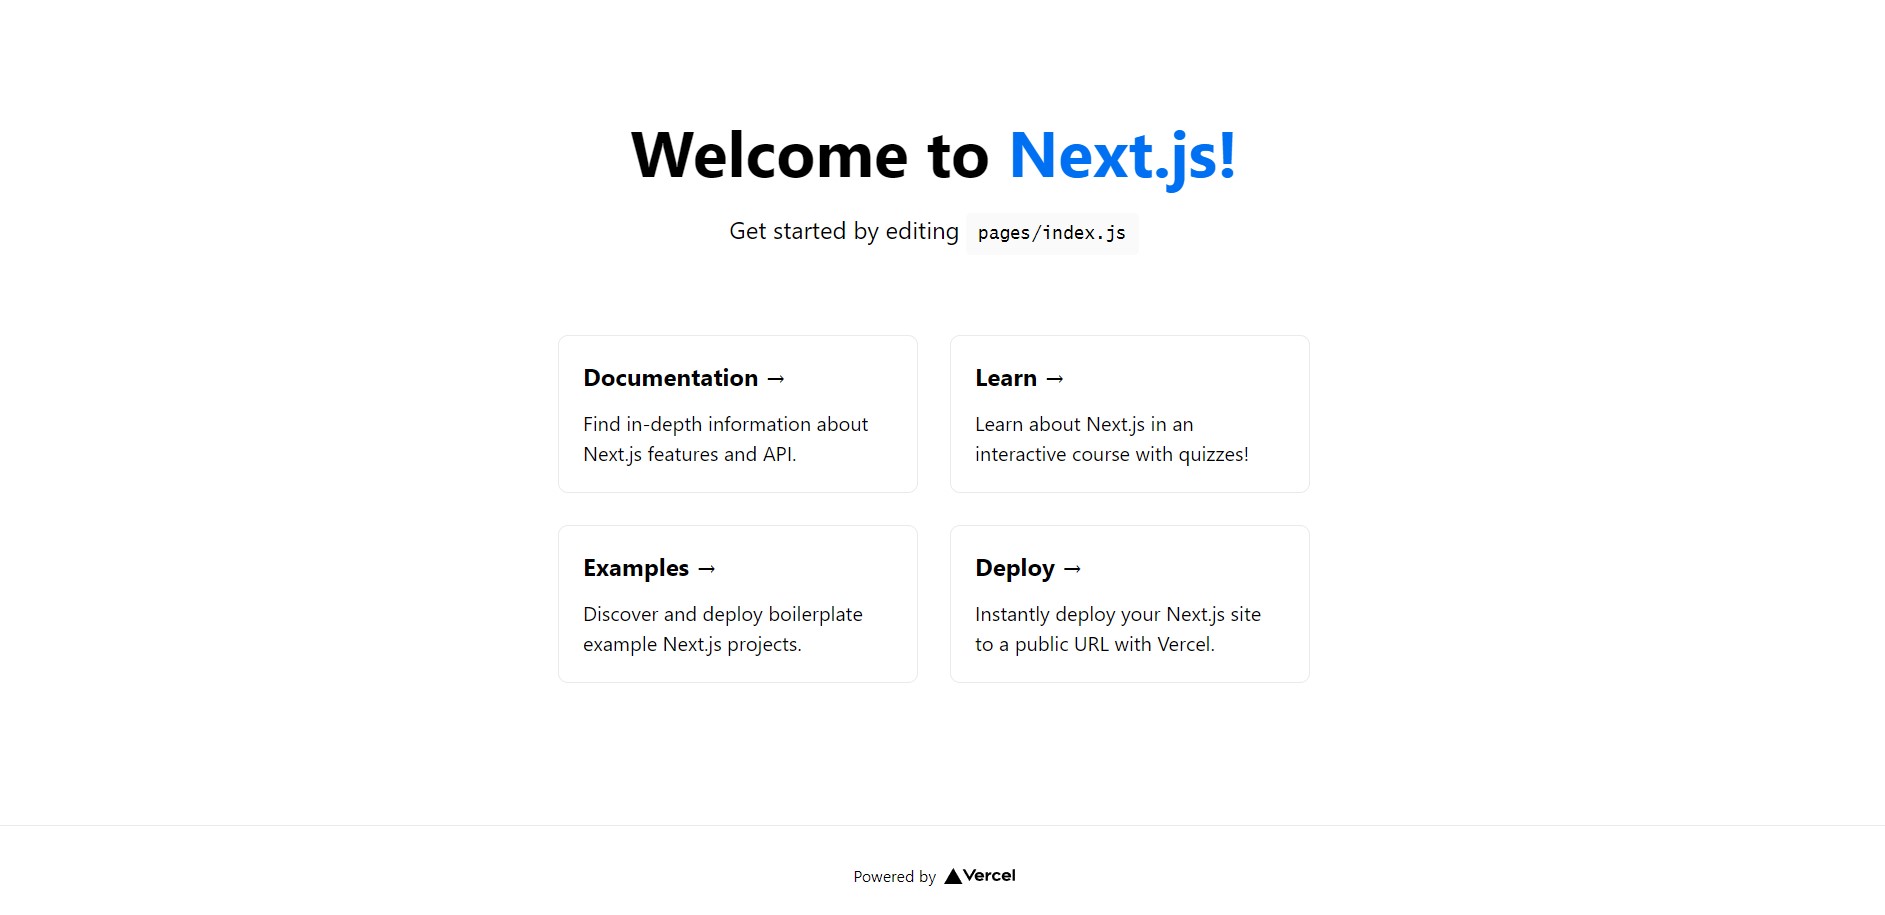 Welcome to Next.js!
Get started by editing pages/index.js
Documentation →
Find in-depth information about
Next.js features and API.
Learn →
Learn about Next.js in an
interactive course with quizzes!
Examples →
Discover and deploy boilerplate
example Next.js projects.
Deploy →
Instantly deploy your Next.js site
to a public URL with Vercel.
Powered by Vercel